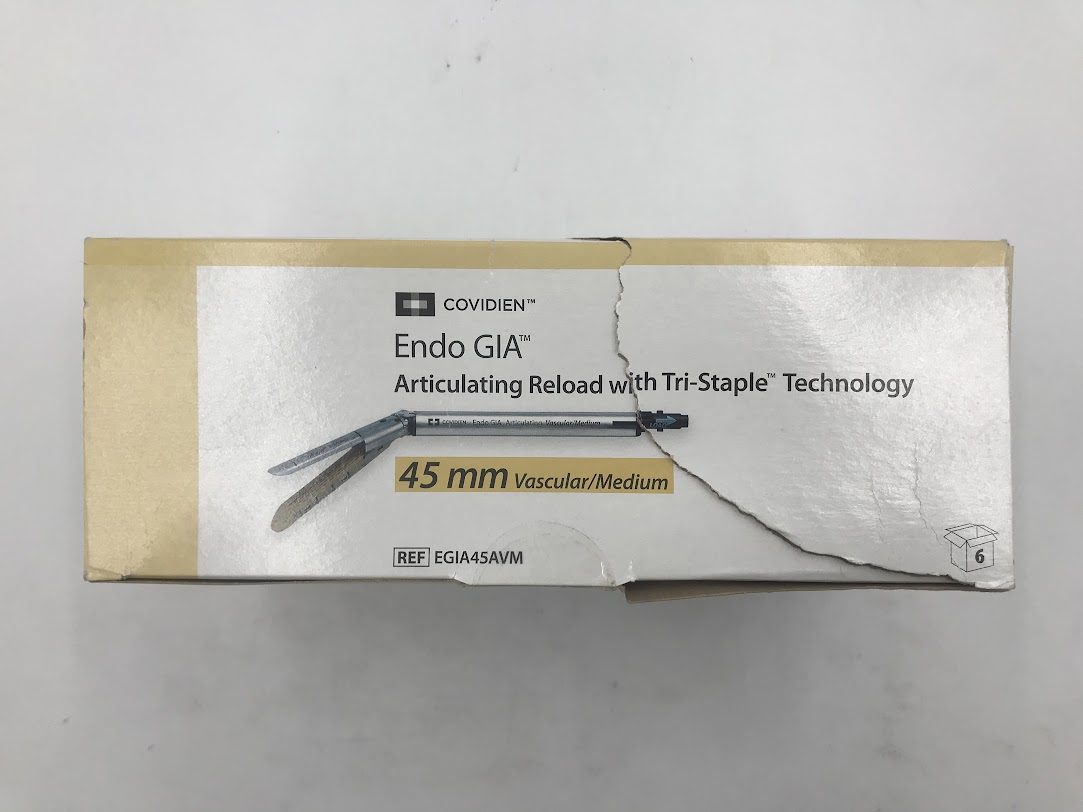 COVIDIEN™
Endo GIA™
Articulating Reload with Tri-Staple™ Technology
COVIDIEN Endo GIA Articulating Vascular/Medium
45 mm Vascular/Medium
REF EGIA45AVM
6